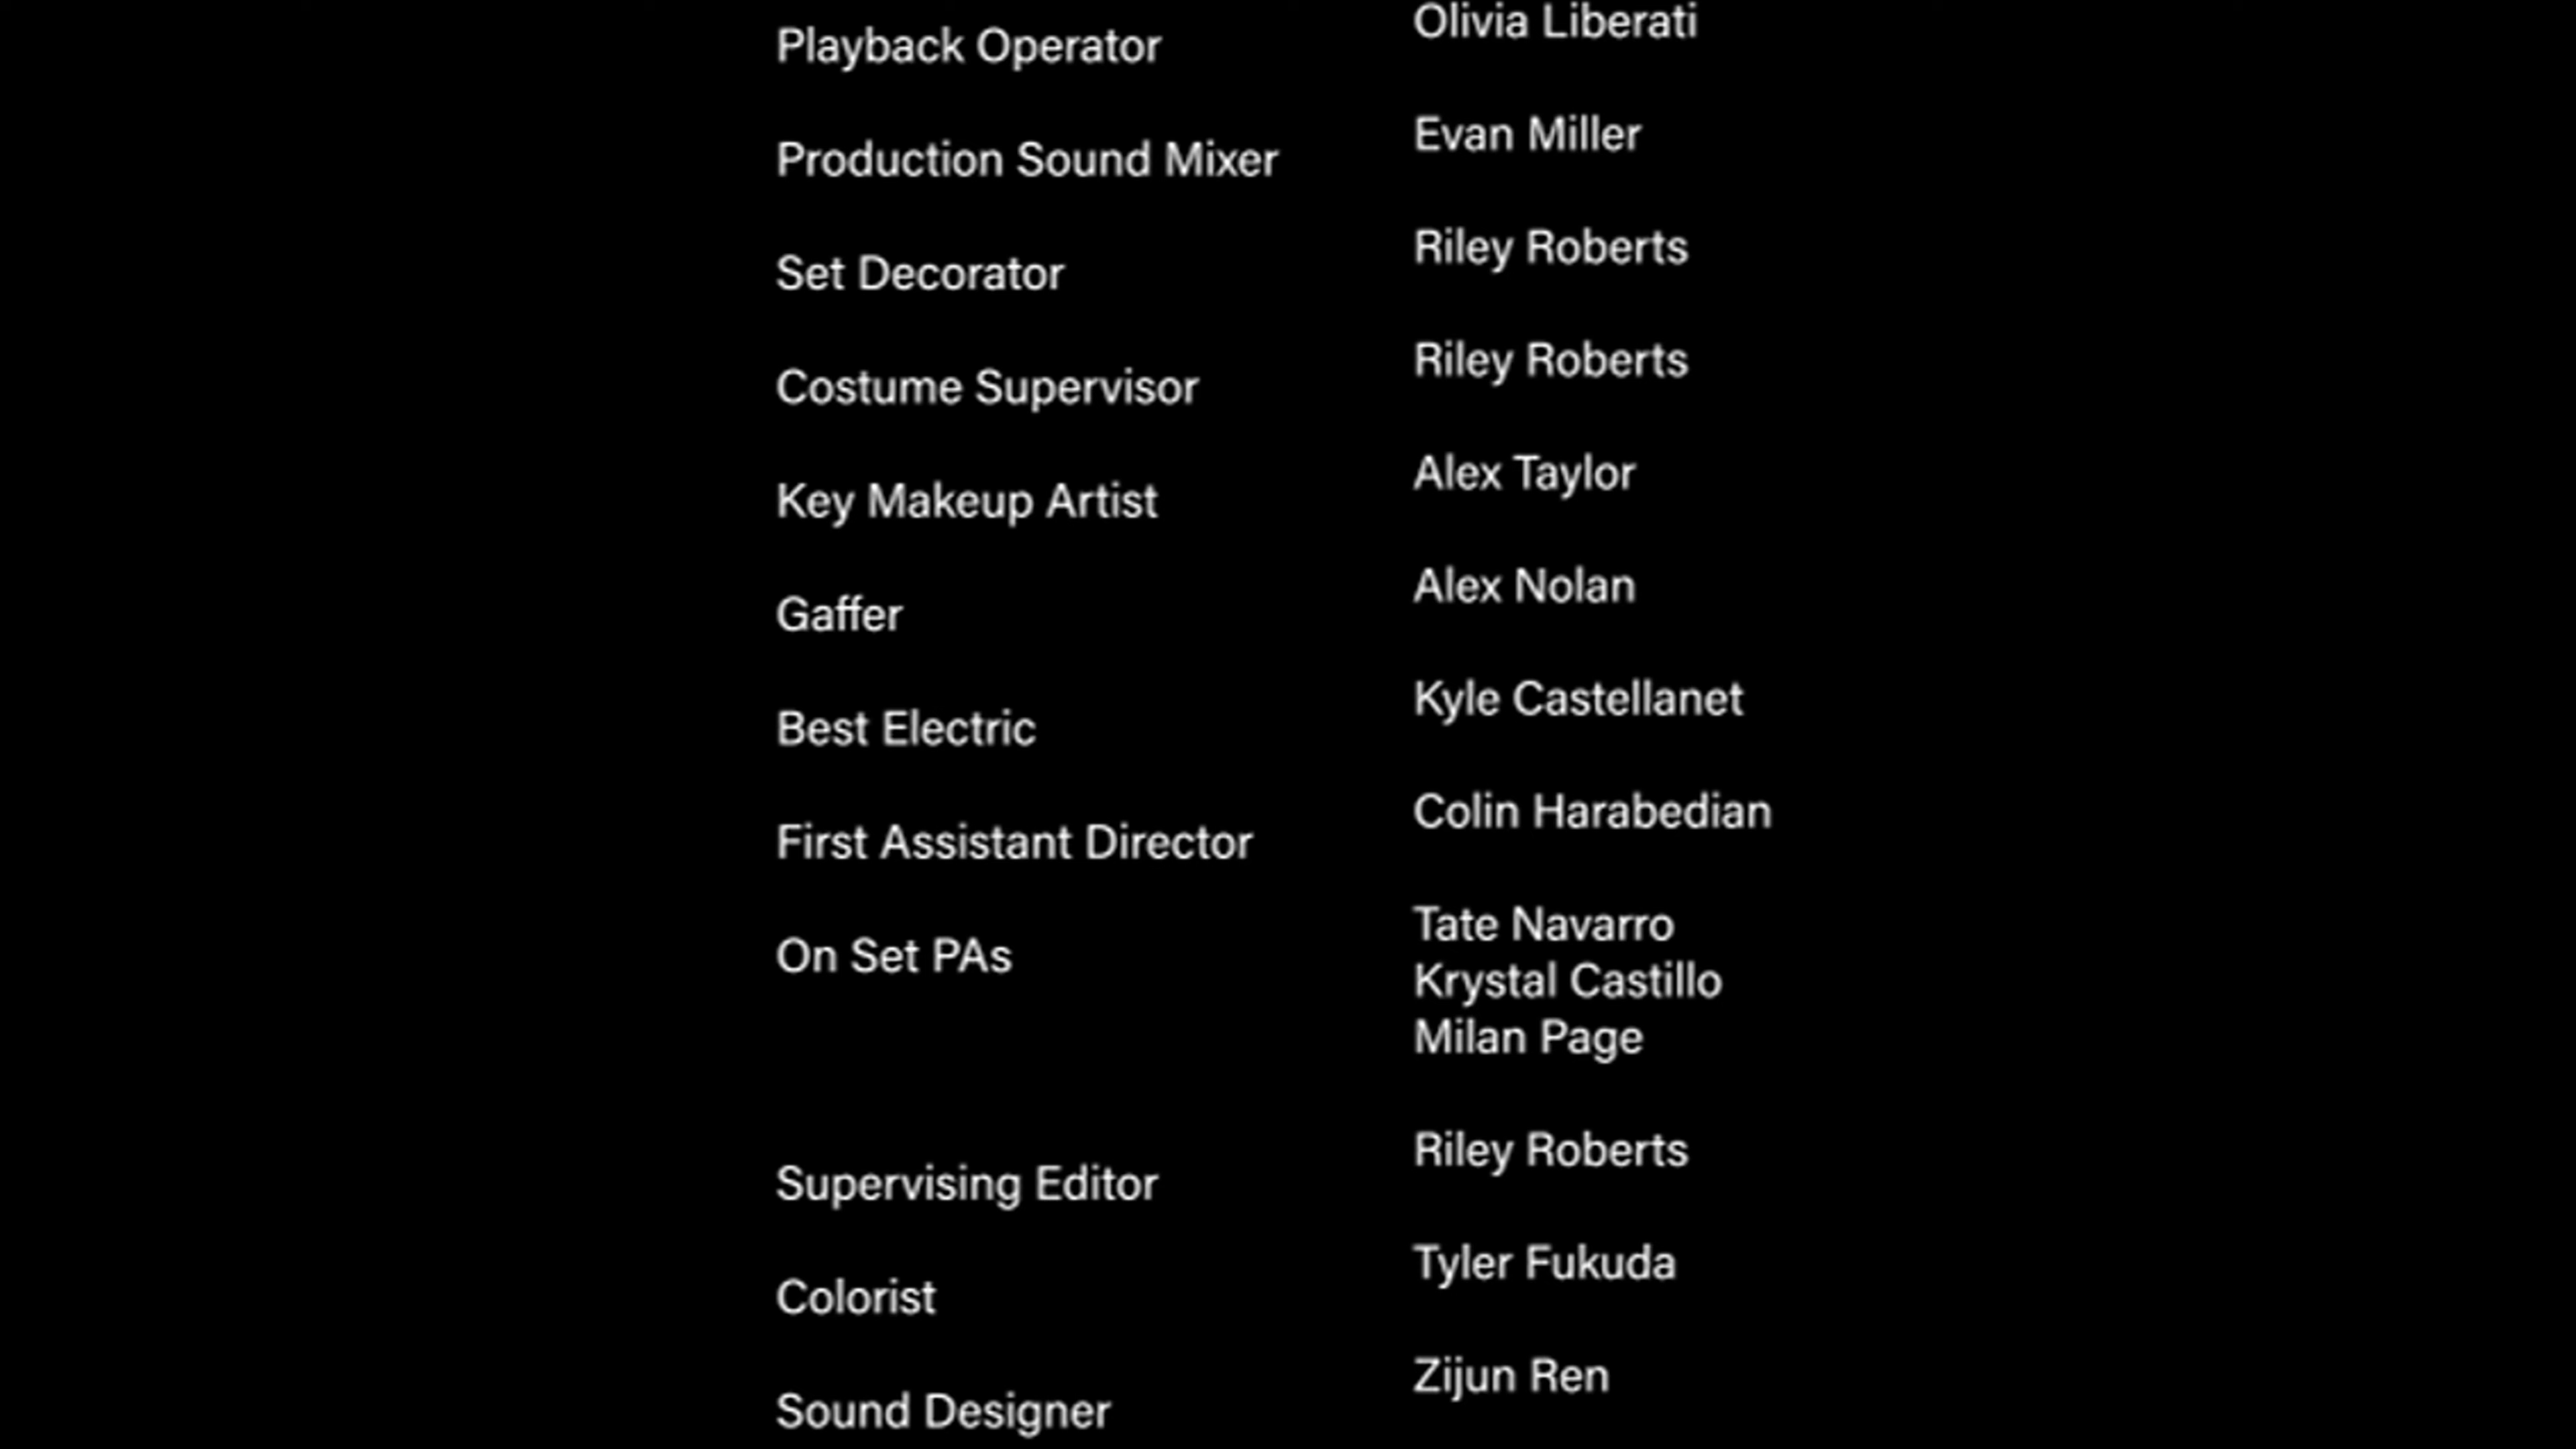 Playback Operator Olivia Liberati
Production Sound Mixer Evan Miller
Set Decorator Riley Roberts
Costume Supervisor Riley Roberts
Key Makeup Artist Alex Taylor
Gaffer Alex Nolan
Best Electric Kyle Castellanet
First Assistant Director Colin Harabedian
On Set PAs Tate Navarro
Krystal Castillo
Milan Page
Supervising Editor Riley Roberts
Colorist Tyler Fukuda
Sound Designer Zijun Ren